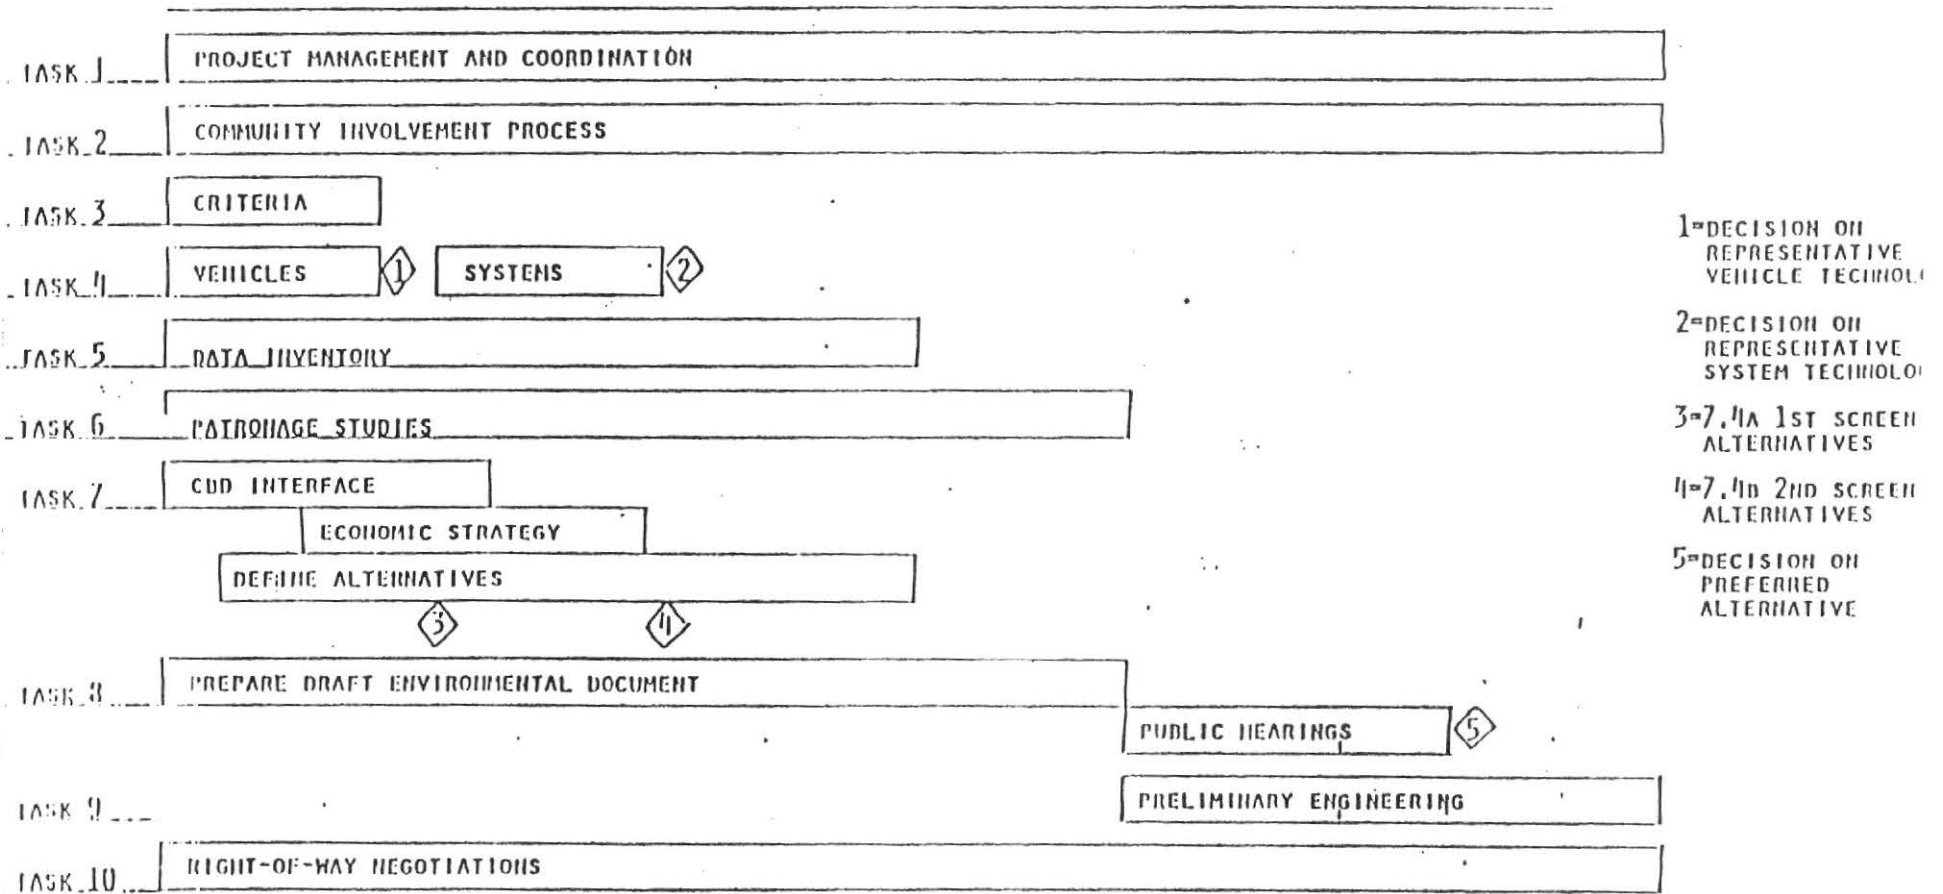 TASK 1 PROJECT MANAGEMENT AND COORDINATION
TASK 2 COMMUNITY INVOLVEMENT PROCESS
TASK 3 CRITERIA
TASK 4 VEHICLES 1 SYSTEMS 2
TASK 5 DATA INVENTORY
TASK 6 PATRONAGE STUDIES
TASK 7 CBD INTERFACE
ECONOMIC STRATEGY
DEFINE ALTERNATIVES
3 4
TASK 8 PREPARE DRAFT ENVIRONMENTAL DOCUMENT
PUBLIC HEARINGS 5
TASK 9 PRELIMINARY ENGINEERING
TASK 10 RIGHT-OF-WAY NEGOTIATIONS
1=DECISION ON
REPRESENTATIVE
VEHICLE TECHNOL
2=DECISION ON
REPRESENTATIVE
SYSTEM TECHNOLO
3=7.4A 1ST SCREEN
ALTERNATIVES
4=7.4B 2ND SCREEN
ALTERNATIVES
5=DECISION ON
PREFERRED
ALTERNATIVE